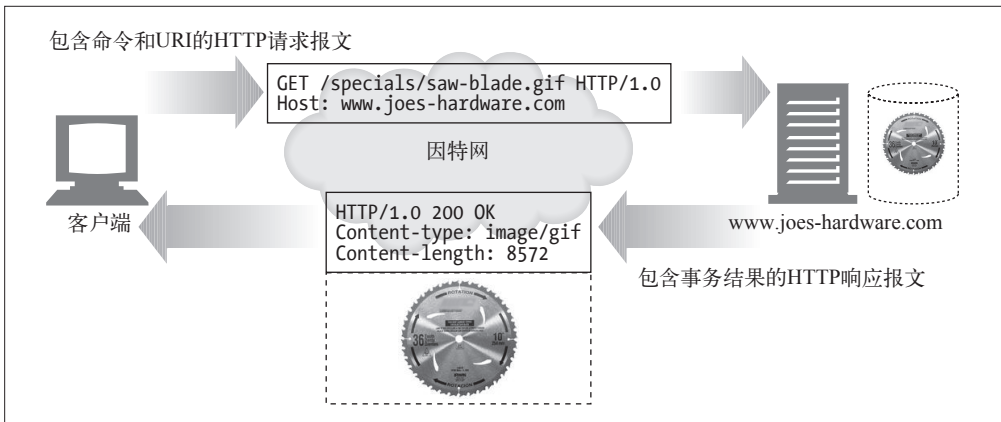 包含命令和URI的HTTP请求报文
GET /specials/saw-blade.gif HTTP/1.0
Host: www.joes-hardware.com
因特网
客户端
www.joes-hardware.com
HTTP/1.0 200 OK
Content-type: image/gif
Content-length: 8572
包含事务结果的HTTP响应报文
ROTATION
36
10